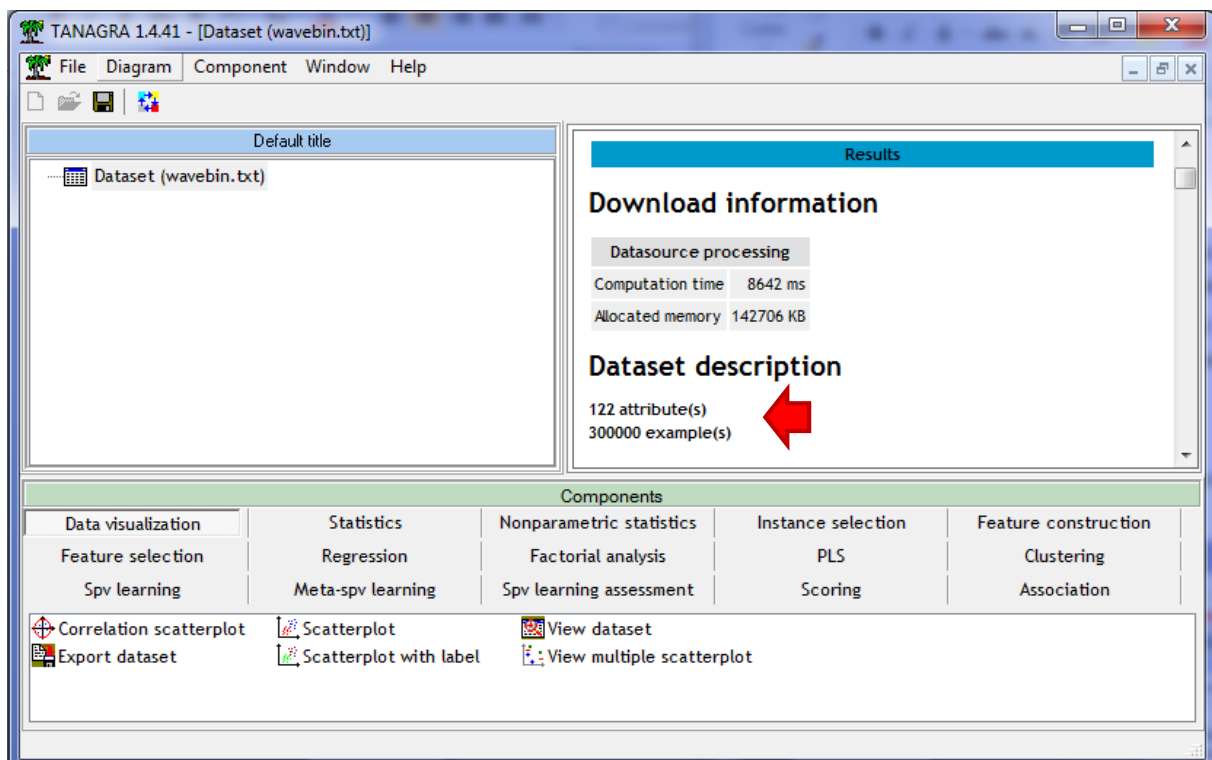 TANAGRA 1.4.41 - [Dataset (wavebin.txt)]
File Diagram Component Window Help
Default title
Dataset (wavebin.txt)
Results
Download information
Datasource processing
Computation time 8642 ms
Allocated memory 142706 KB
Dataset description
122 attribute(s)
300000 example(s)
Components
Data visualization Statistics Nonparametric statistics Instance selection Feature construction
Feature selection Regression Factorial analysis PLS Clustering
Spv learning Meta-spv learning Spv learning assessment Scoring Association
Correlation scatterplot Scatterplot View dataset
Export dataset Scatterplot with label View multiple scatterplot